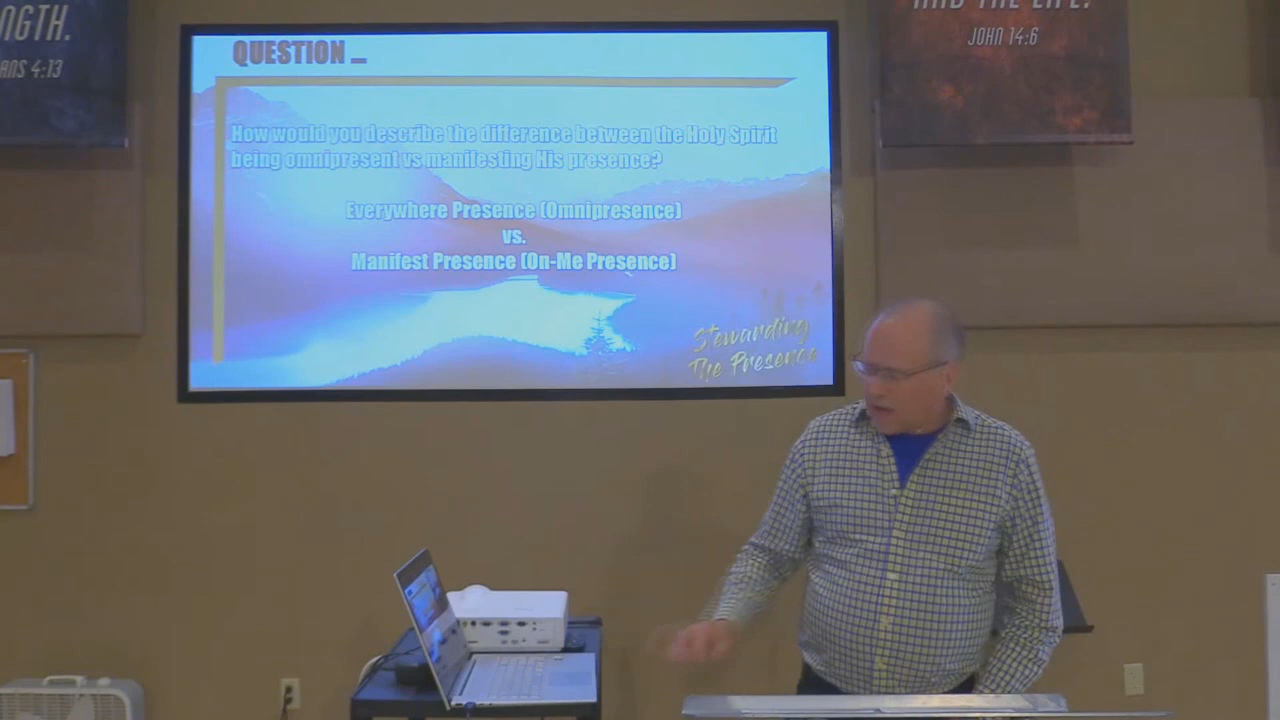 NGTH.
ANS 4:13
AND THE LIFE.
JOHN 14:6
QUESTION ...
How would you describe the difference between the Holy Spirit
being omnipresent vs manifesting His presence?
Everywhere Presence (Omnipresence)
vs.
Manifest Presence (On-Me Presence)
Stewarding
The Presence